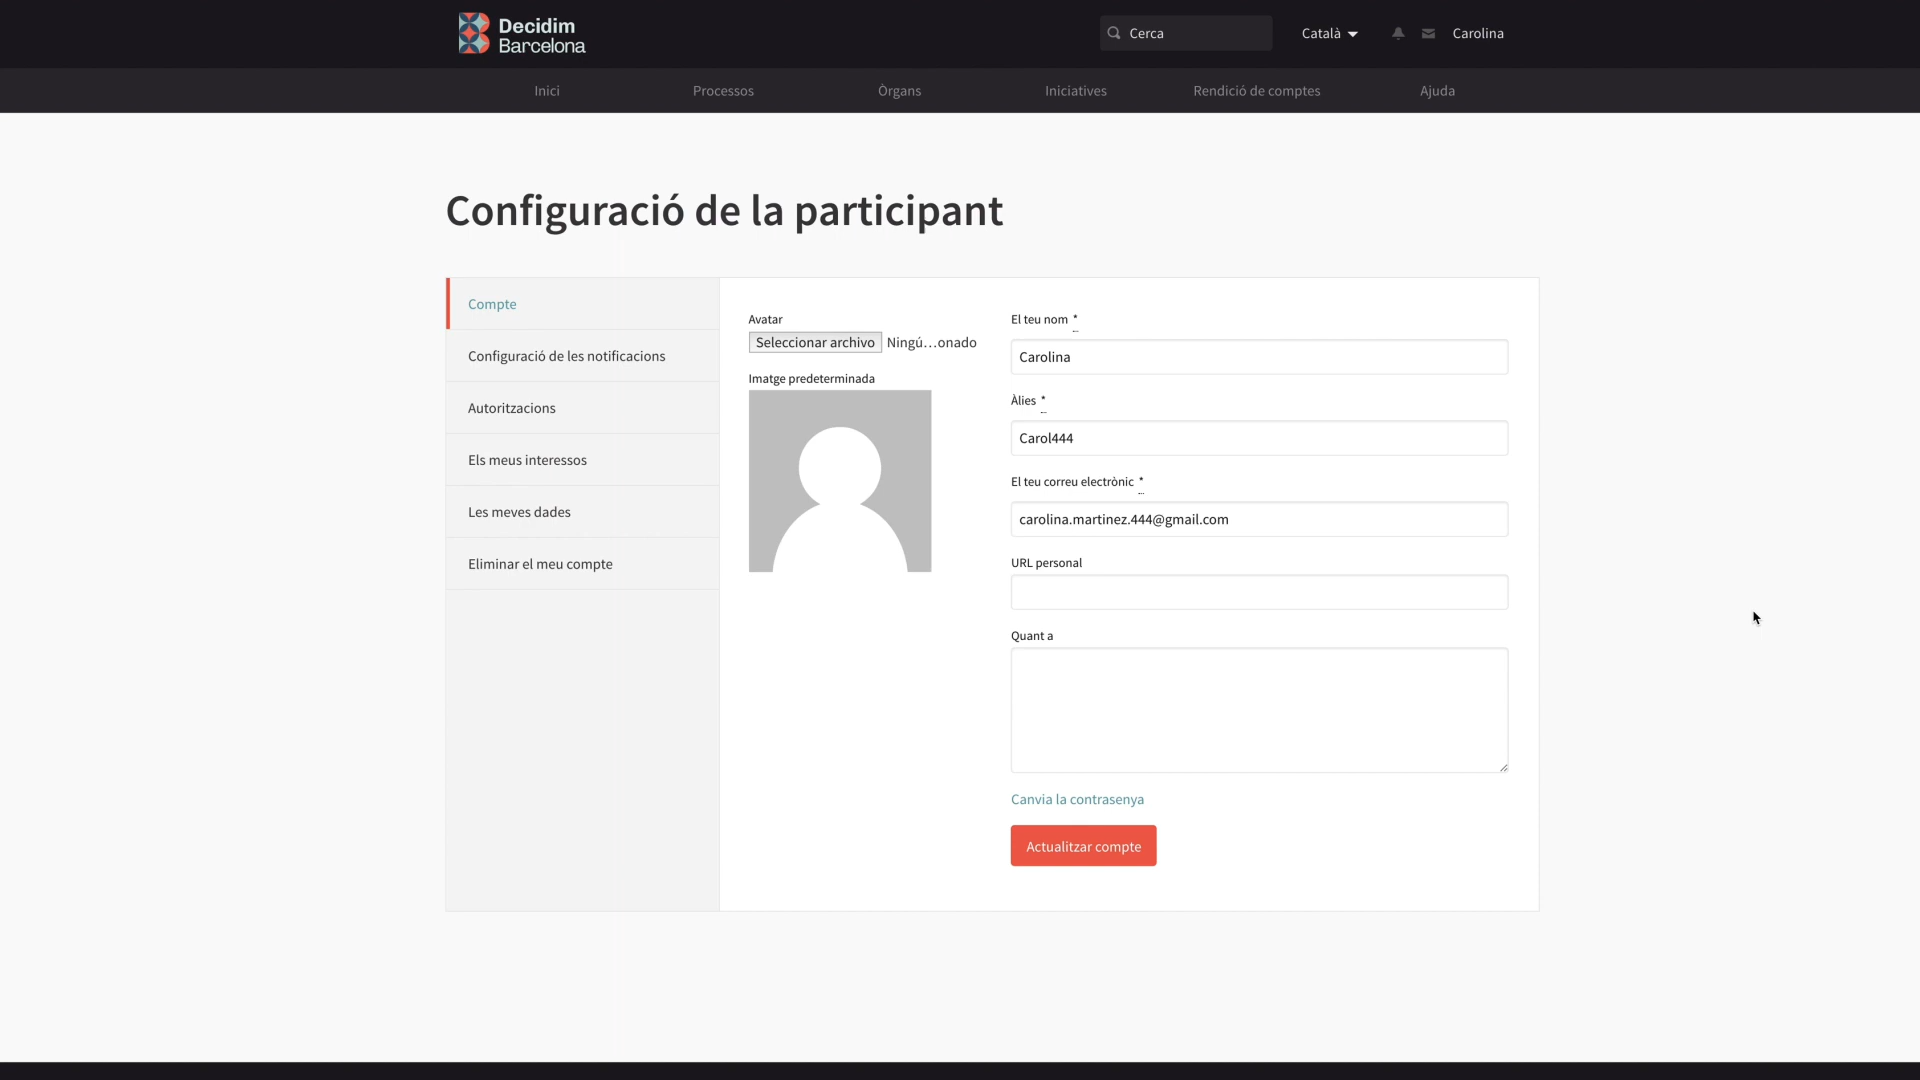 Decidim
Barcelona
Cerca
Català
Carolina
Inici
Processos
Òrgans
Iniciatives
Rendició de comptes
Ajuda
Configuració de la participant
Compte
Configuració de les notificacions
Autoritzacions
Els meus interessos
Les meves dades
Eliminar el meu compte
Avatar
Seleccionar archivo Ningú…onado
Imatge predeterminada
El teu nom *
Carolina
Àlies *
Carol444
El teu correu electrònic *
carolina.martinez.444@gmail.com
URL personal
Quant a
Canvia la contrasenya
Actualitzar compte